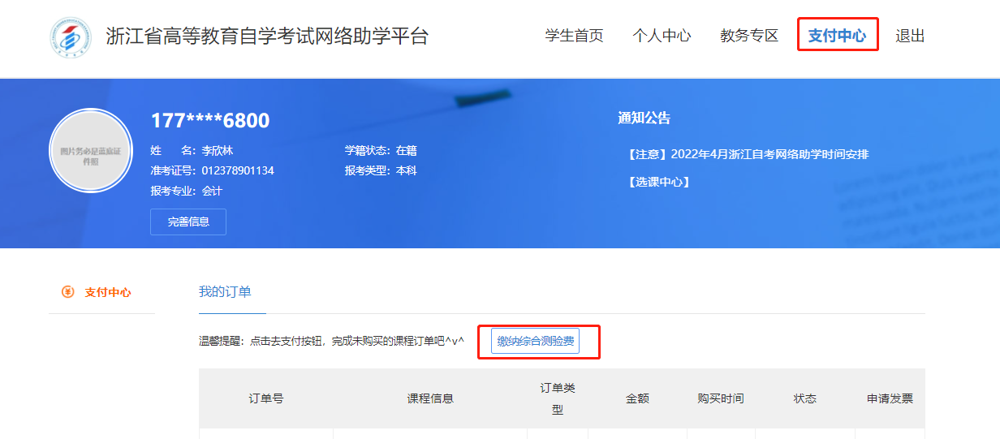 浙江省高等教育自学考试网络助学平台
学生首页 个人中心 教务专区 支付中心 退出
177****6800
姓 名：李欣林 学籍状态：在籍
准考证号：012378901134 报考类型：本科
报考专业：会计
完善信息
图片务必是蓝底证
件照
通知公告
【注意】2022年4月浙江自考网络助学时间安排
【选课中心】
支付中心
我的订单
温馨提醒：点击去支付按钮，完成未购买的课程订单吧^v^ 缴纳综合测验费
订单号 课程信息 订单类型 金额 购买时间 状态 申请发票